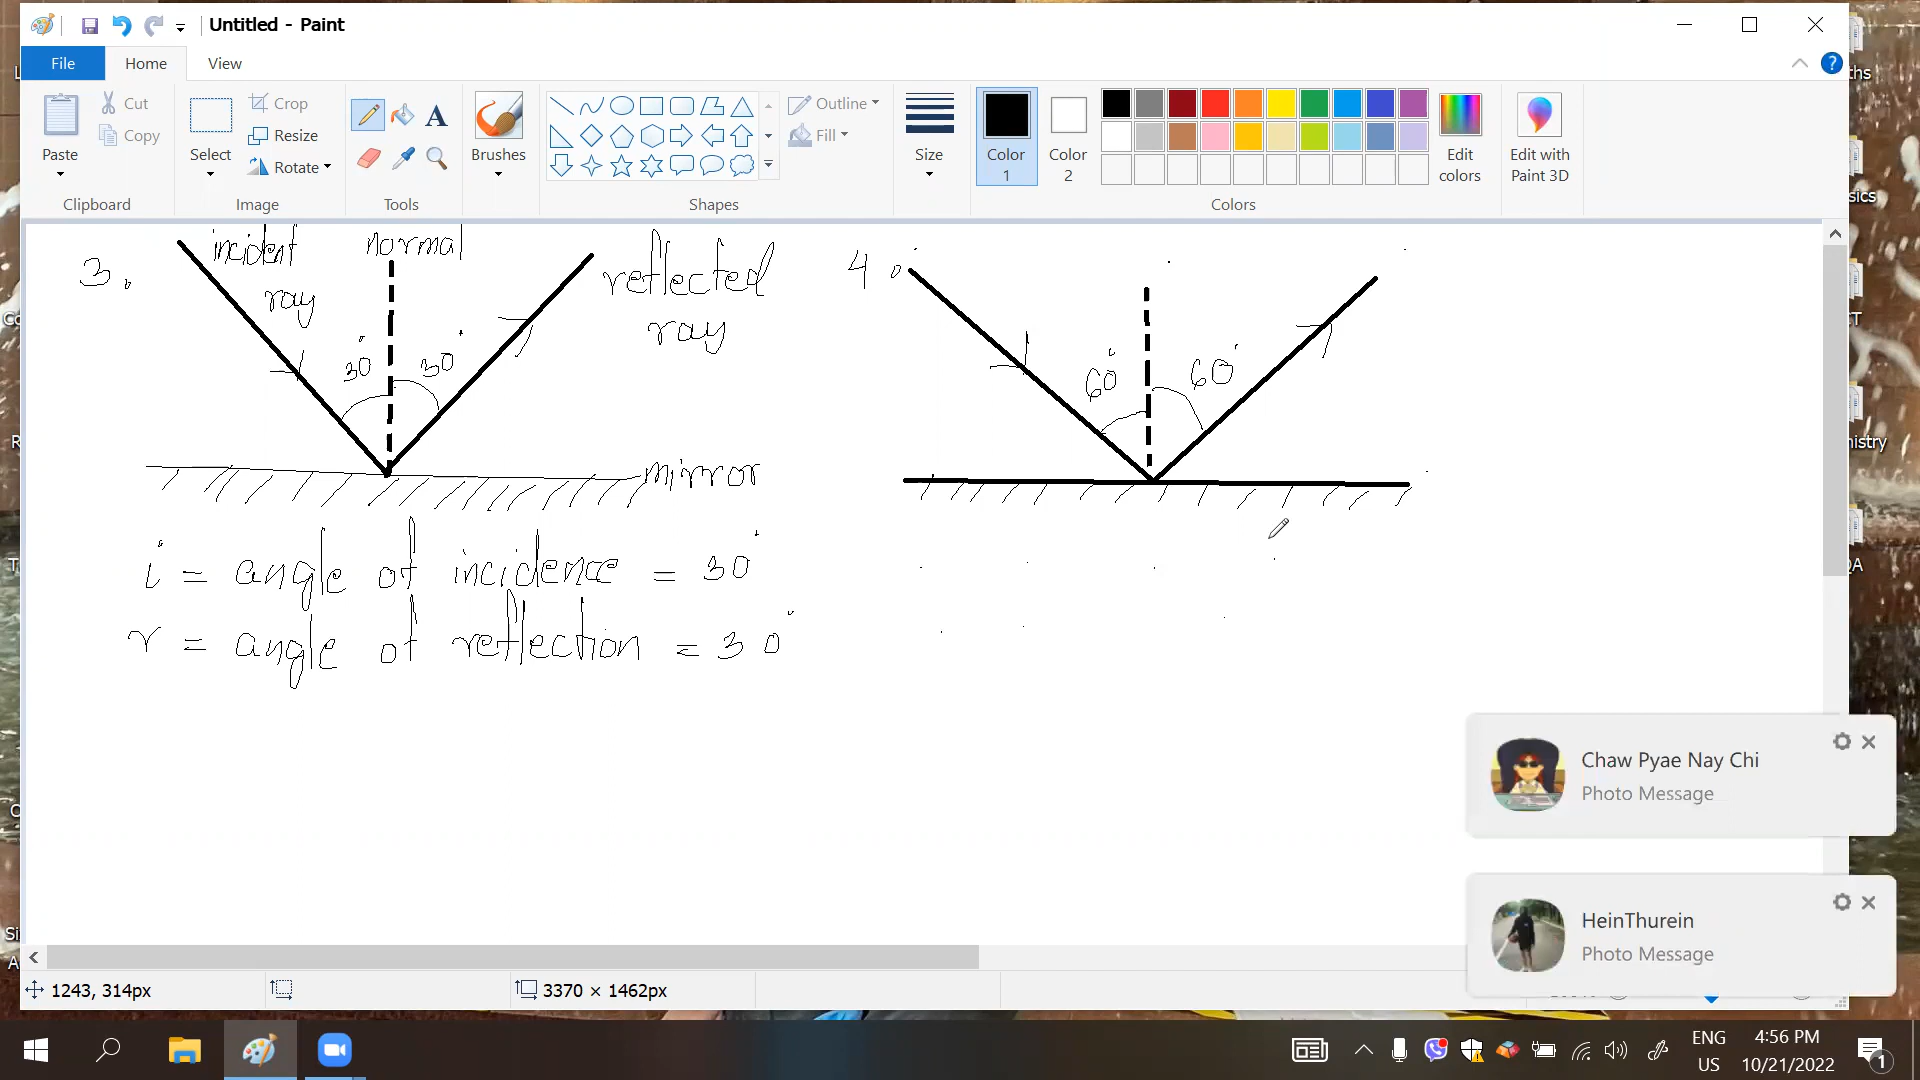 Untitled - Paint
File Home View
Paste Cut Copy Clipboard
Select Crop Resize Rotate Image
Tools
Brushes
Shapes
Outline Fill
Size
Color 1 Color 2 Edit colors Edit with Paint 3D
Colors
3. incident ray normal reflected ray
30° 30°
mirror
i = angle of incidence = 30°
r = angle of reflection = 30°
4.
60° 60°
Chaw Pyae Nay Chi
Photo Message
HeinThurein
Photo Message
1243, 314px 3370 × 1462px
ENG US 4:56 PM 10/21/2022 1